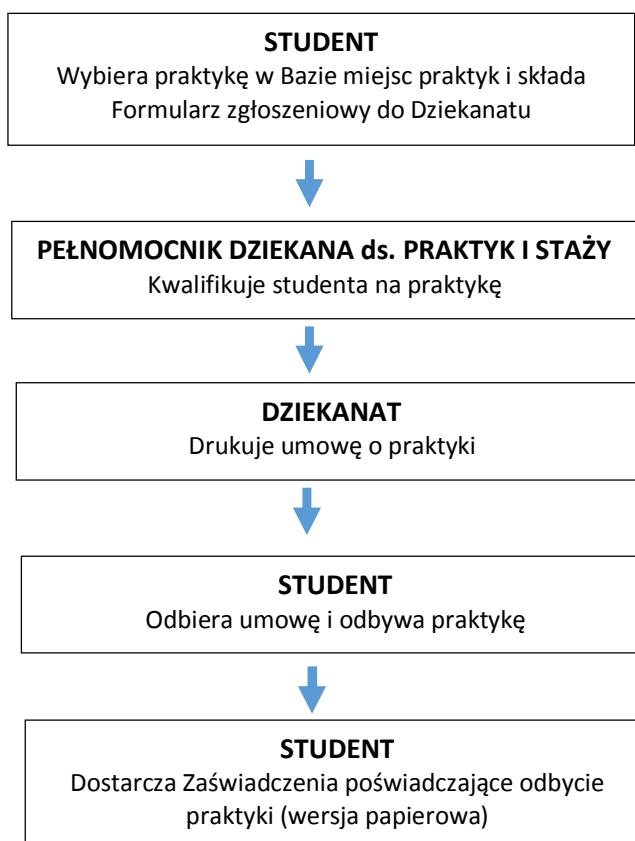 STUDENT
Wybiera praktykę w Bazie miejsc praktyk i składa
Formularz zgłoszeniowy do Dziekanatu
PEŁNOMOCNIK DZIEKANA ds. PRAKTYK I STAŻY
Kwalifikuje studenta na praktykę
DZIEKANAT
Drukuje umowę o praktyki
STUDENT
Odbiera umowę i odbywa praktykę
STUDENT
Dostarcza Zaświadczenia poświadczające odbycie
praktyki (wersja papierowa)